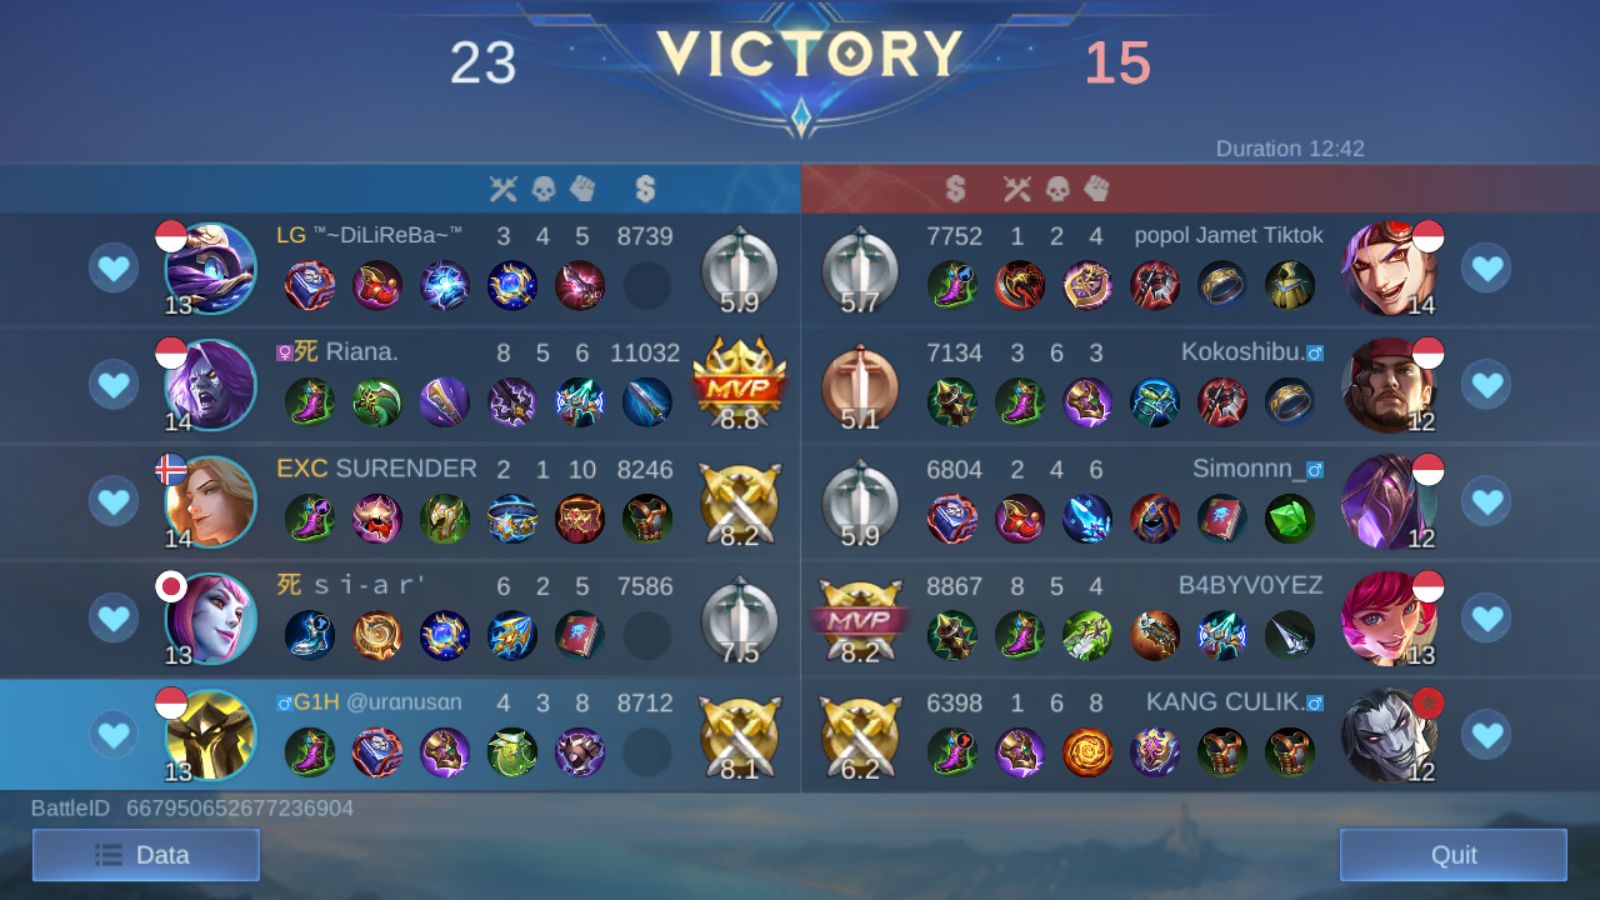 23 VICTORY 15
Duration 12:42
LG ™~DiLiReBa~™ 3 4 5 8739
13 5.9
5.7 7752 1 2 4 popol Jamet Tiktok
14
♀死 Riana. 8 5 6 11032
14 MVP 8.8
5.1 7134 3 6 3 Kokoshibu.♂
12
EXC SURENDER 2 1 10 8246
14 8.2
5.9 6804 2 4 6 Simonnn_♂
12
死 s i-a r' 6 2 5 7586
13 7.5
MVP 8.2 8867 8 5 4 B4BYV0YEZ
13
♂G1H @uranusan 4 3 8 8712
13 8.1
6.2 6398 1 6 8 KANG CULIK.♂
12
BattleID 667950652677236904
Data
Quit